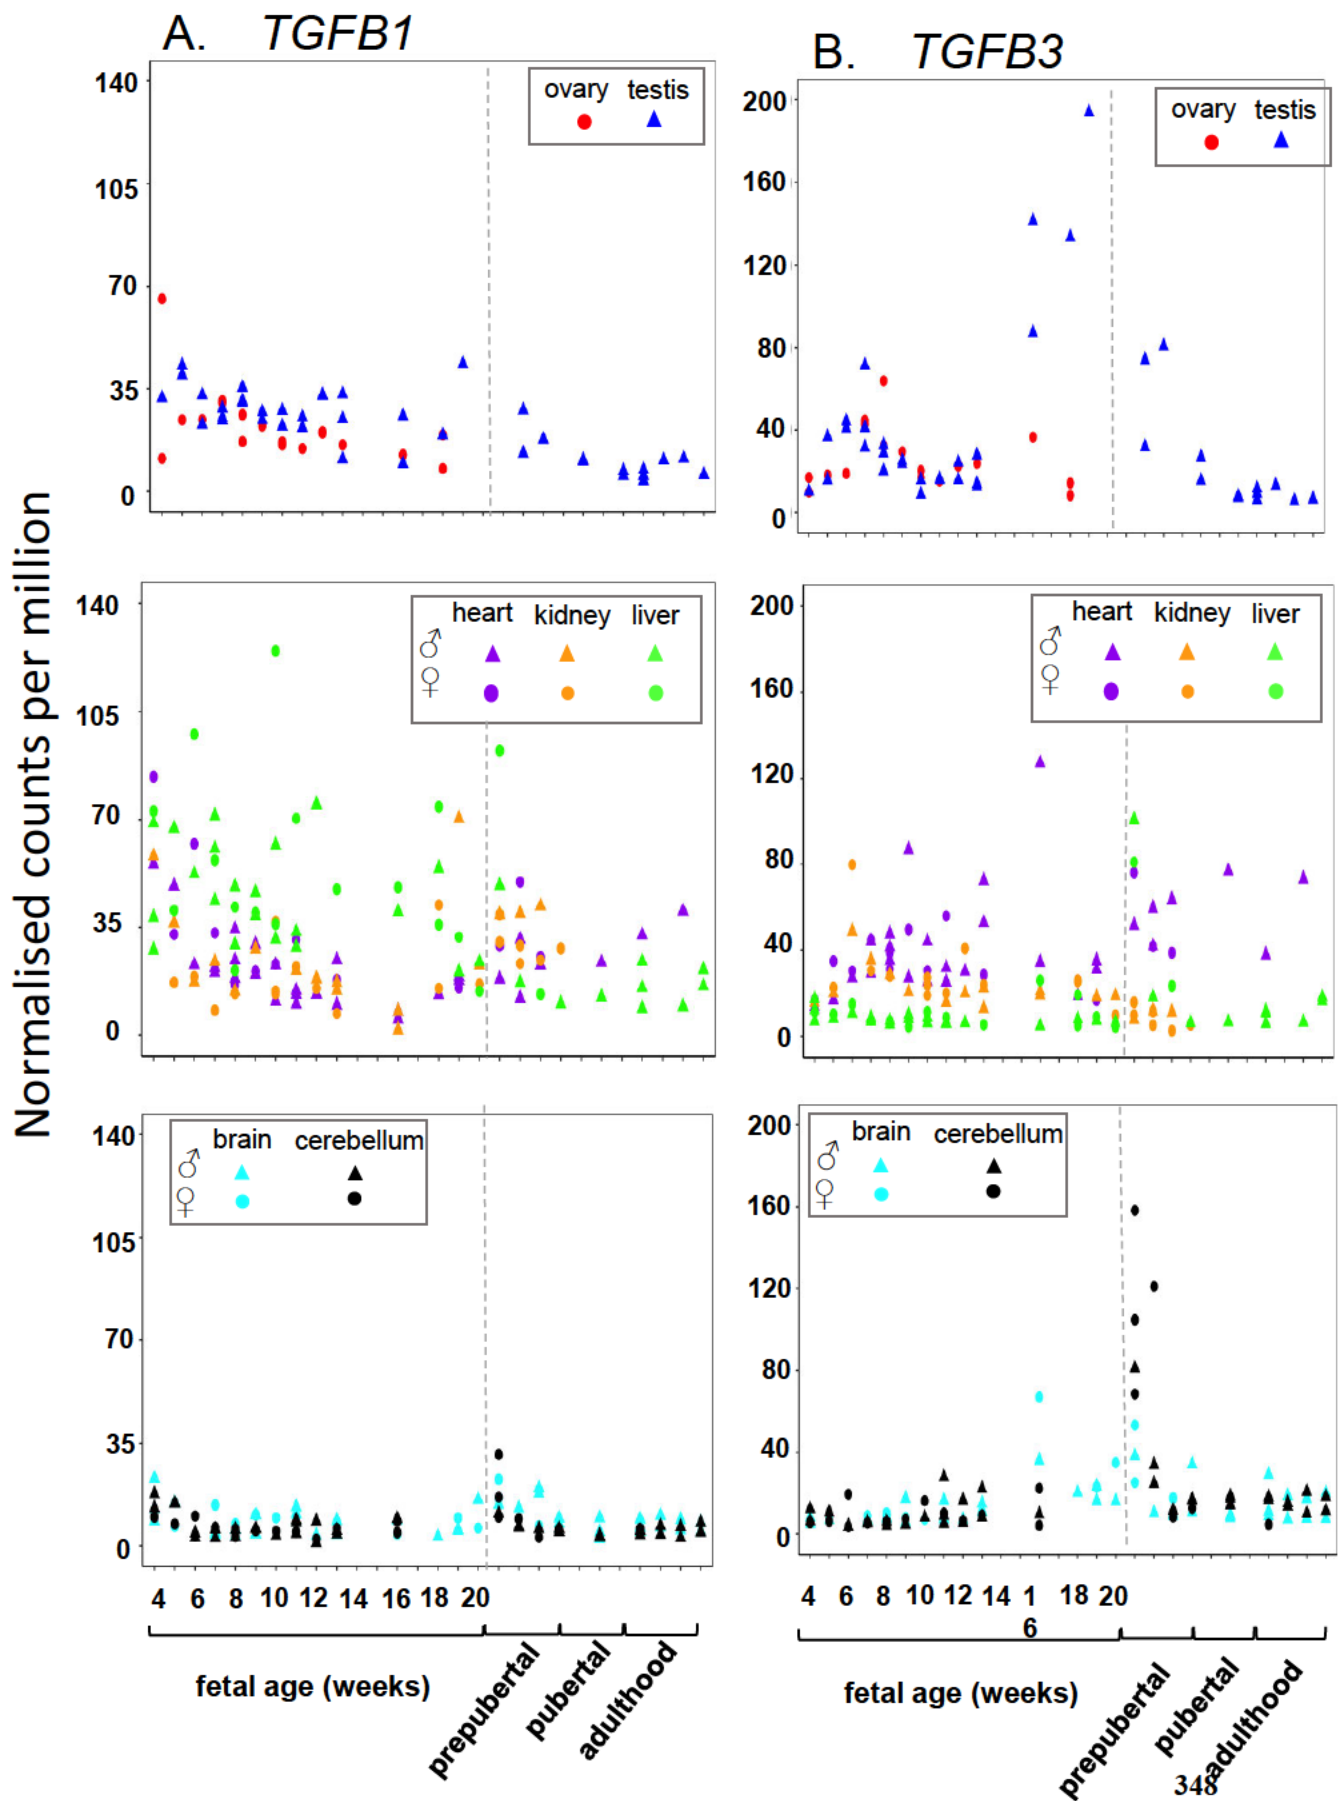 A. TGFB1
140
105
70
35
0
ovary testis
B. TGFB3
200
160
120
80
40
0
ovary testis
Normalised counts per million
140
105
70
35
0
heart kidney liver
♂
♀
200
160
120
80
40
0
heart kidney liver
♂
♀
140
105
70
35
0
brain cerebellum
♂
♀
4 6 8 10 12 14 16 18 20
fetal age (weeks)
prepubertal
pubertal
adulthood
200
160
120
80
40
0
brain cerebellum
♂
♀
4 6 8 10 12 14 1 18 20
6
fetal age (weeks)
prepubertal
pubertal
adulthood
348